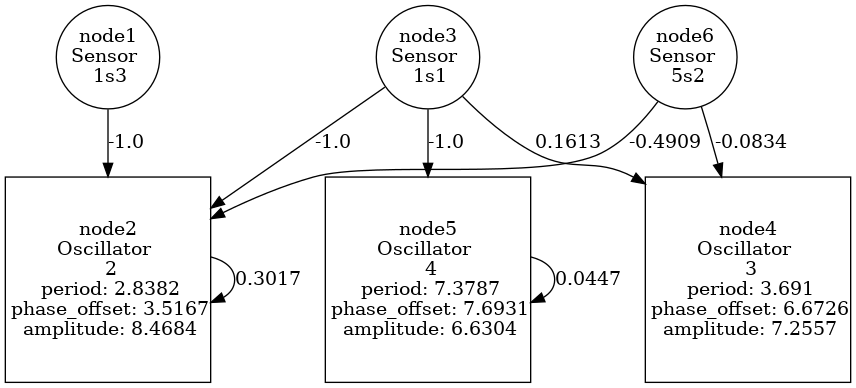 node1
Sensor
1s3
node3
Sensor
1s1
node6
Sensor
5s2
-1.0
-1.0
-1.0
0.1613
-0.4909
-0.0834
node2
Oscillator
2
period: 2.8382
phase_offset: 3.5167
amplitude: 8.4684
0.3017
node5
Oscillator
4
period: 7.3787
phase_offset: 7.6931
amplitude: 6.6304
0.0447
node4
Oscillator
3
period: 3.691
phase_offset: 6.6726
amplitude: 7.2557